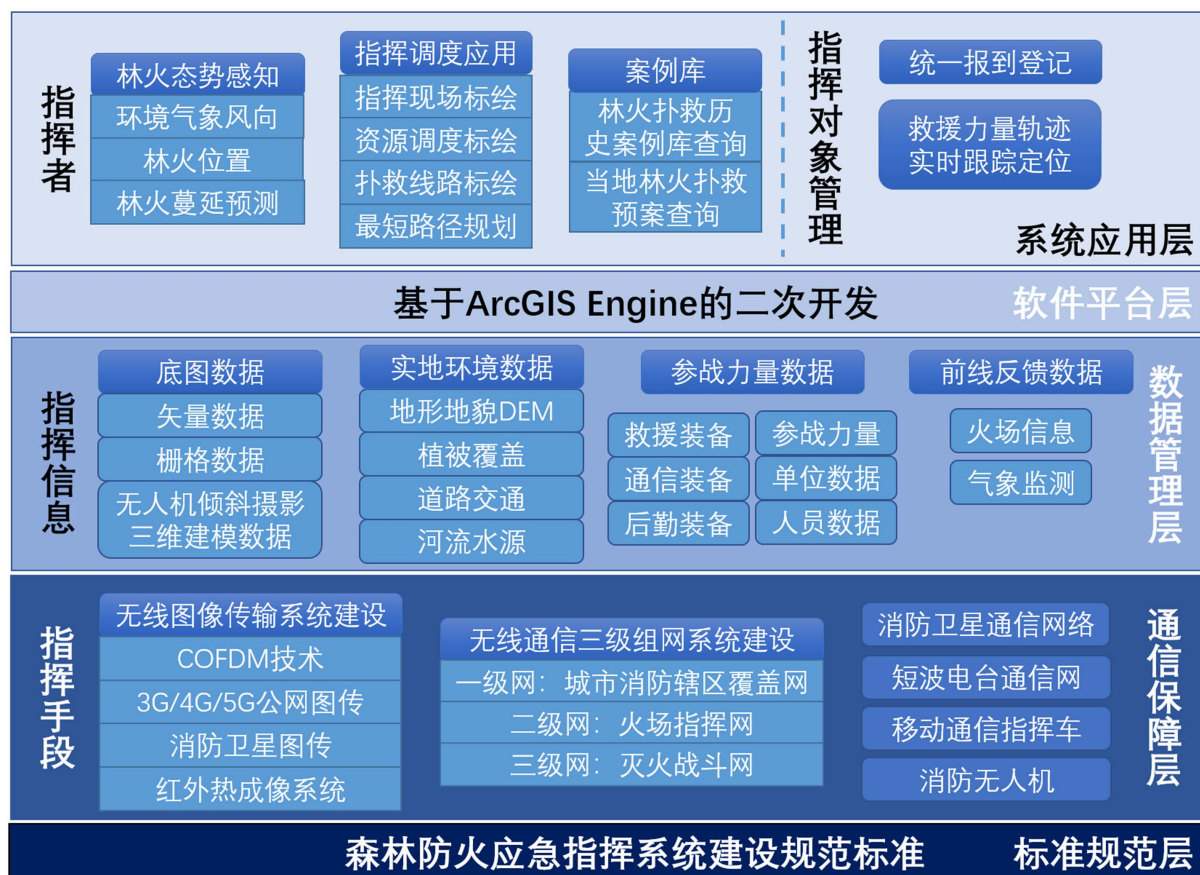 指挥者
林火态势感知
环境气象风向
林火位置
林火蔓延预测
指挥调度应用
指挥现场标绘
资源调度标绘
扑救线路标绘
最短路径规划
案例库
林火扑救历
史案例库查询
当地林火扑救
预案查询
指挥对象管理
统一报到登记
救援力量轨迹
实时跟踪定位
系统应用层
基于ArcGIS Engine的二次开发
软件平台层
指挥信息
底图数据
矢量数据
栅格数据
无人机倾斜摄影
三维建模数据
实地环境数据
地形地貌DEM
植被覆盖
道路交通
河流水源
参战力量数据
救援装备
参战力量
通信装备
单位数据
后勤装备
人员数据
前线反馈数据
火场信息
气象监测
数据管理层
指挥手段
无线图像传输系统建设
COFDM技术
3G/4G/5G公网图传
消防卫星图传
红外热成像系统
无线通信三级组网系统建设
一级网：城市消防辖区覆盖网
二级网：火场指挥网
三级网：灭火战斗网
消防卫星通信网络
短波电台通信网
移动通信指挥车
消防无人机
通信保障层
森林防火应急指挥系统建设规范标准
标准规范层